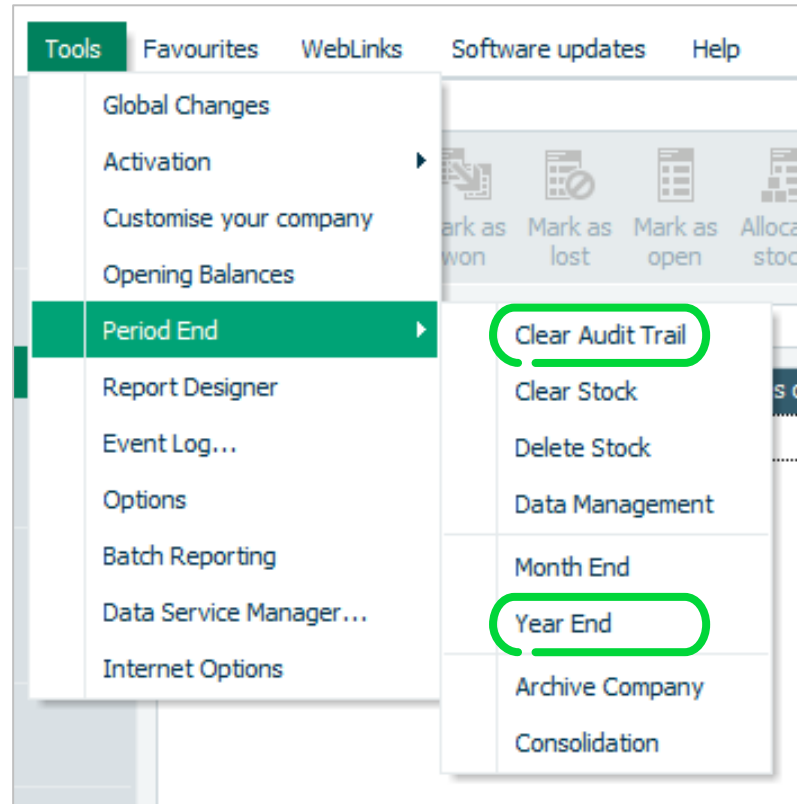 Tools Favourites WebLinks Software updates Help
Global Changes
Activation
Customise your company
Opening Balances
Period End
Report Designer
Event Log...
Options
Batch Reporting
Data Service Manager...
Internet Options
Mark as Mark as
lost open
Clear Audit Trail
Clear Stock
Delete Stock
Data Management
Month End
Year End
Archive Company
Consolidation